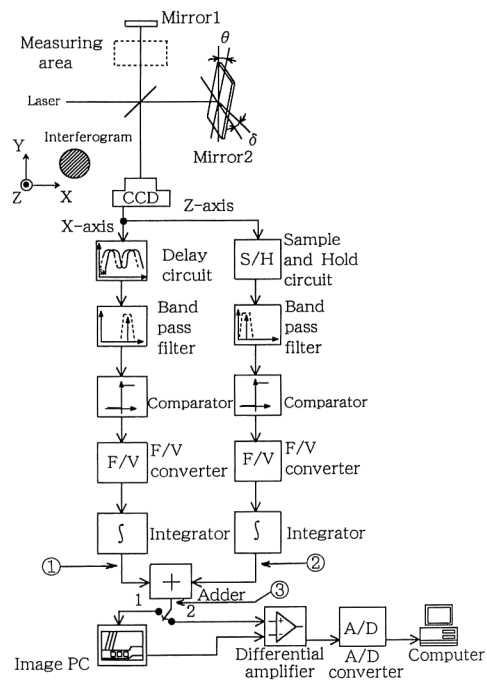 Mirror1
Measuring
area
θ
Laser
δ
Mirror2
Interferogram
Y
Z
X
CCD
Z-axis
X-axis
Delay
circuit
S/H
Sample
and Hold
circuit
Band
pass
filter
Band
pass
filter
Comparator
Comparator
F/V
F/V
converter
F/V
F/V
converter
∫
Integrator
∫
Integrator
①
②
+
Adder
③
1
2
Image PC
Differential
amplifier
A/D
A/D
converter
Computer